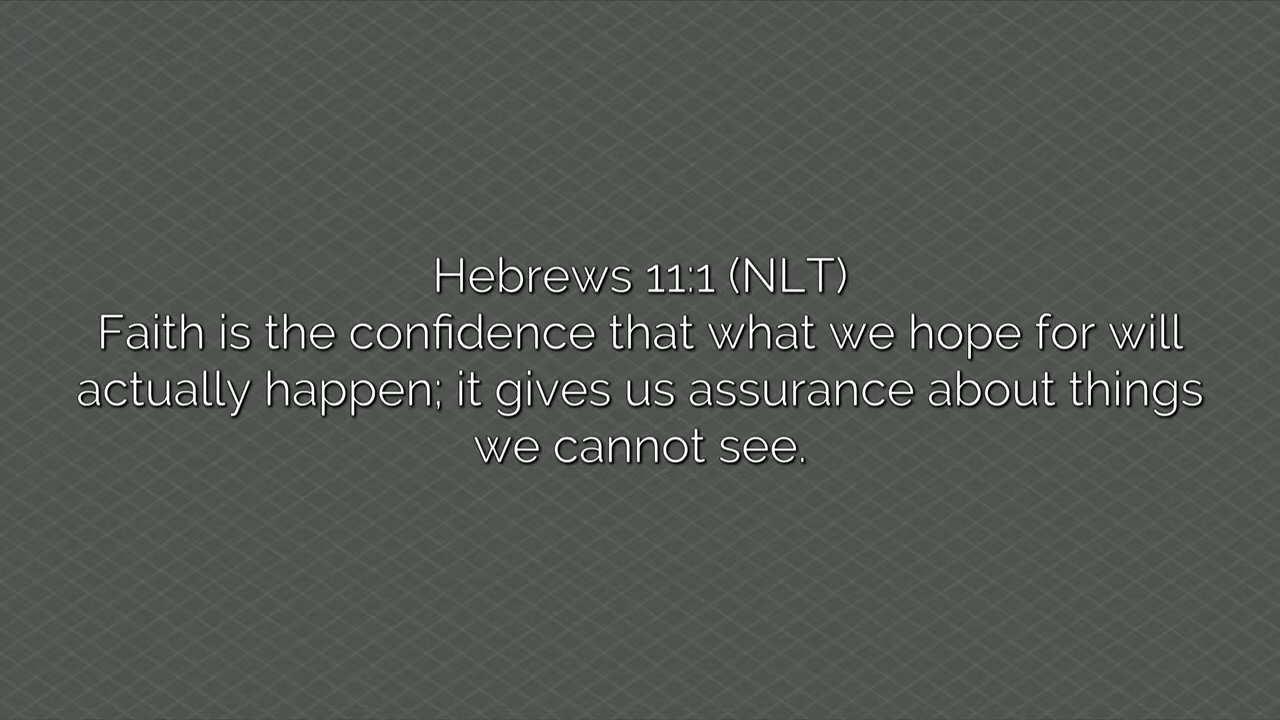 Hebrews 11:1 (NLT)
Faith is the confidence that what we hope for will
actually happen; it gives us assurance about things
we cannot see.